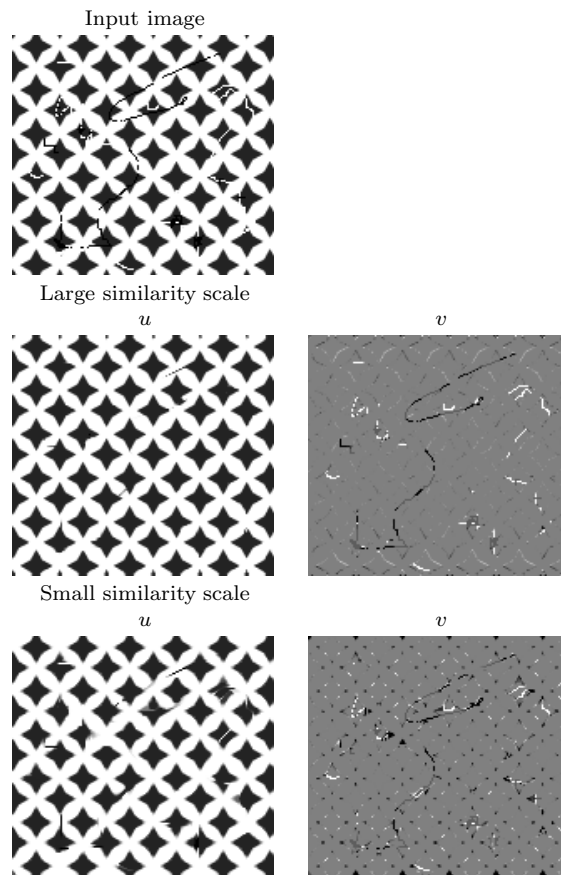 Input image
Large similarity scale
u v
Small similarity scale
u v